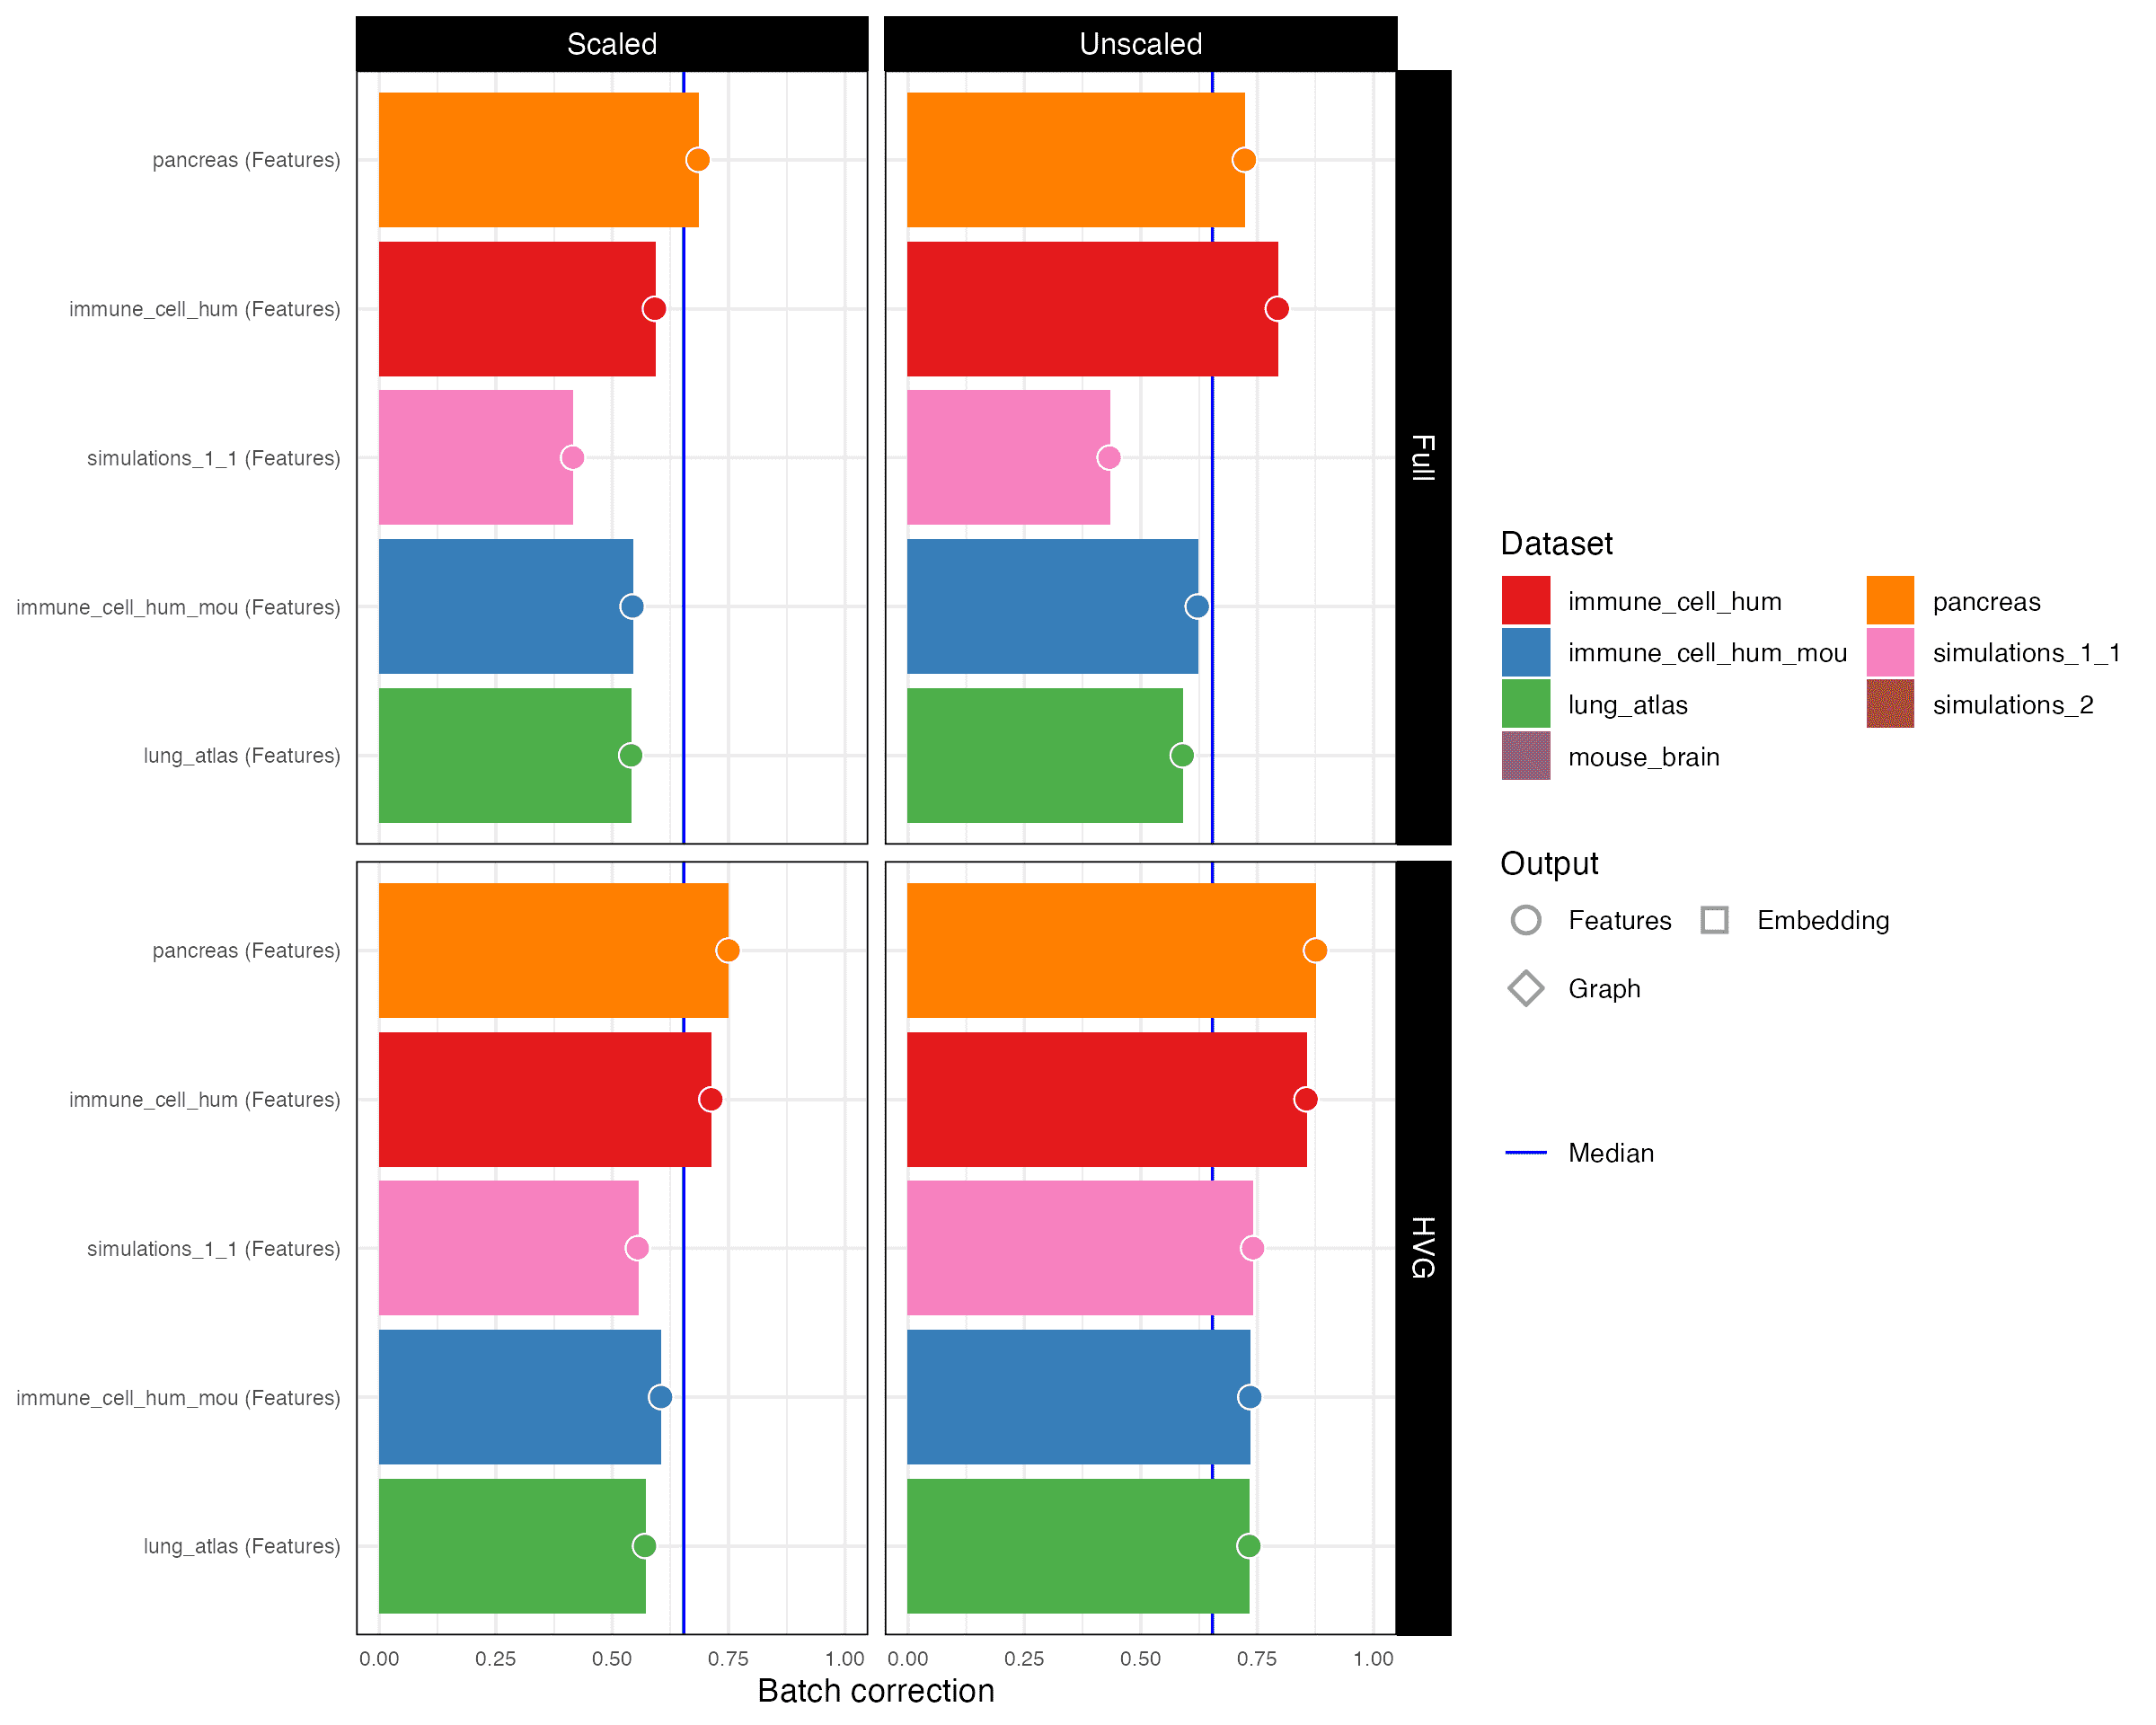 Scaled
Unscaled
pancreas (Features)
immune_cell_hum (Features)
simulations_1_1 (Features)
immune_cell_hum_mou (Features)
lung_atlas (Features)
Full
pancreas (Features)
immune_cell_hum (Features)
simulations_1_1 (Features)
immune_cell_hum_mou (Features)
lung_atlas (Features)
HVG
0.00 0.25 0.50 0.75 1.00
0.00 0.25 0.50 0.75 1.00
Batch correction
Dataset
immune_cell_hum
immune_cell_hum_mou
lung_atlas
mouse_brain
pancreas
simulations_1_1
simulations_2
Output
Features
Embedding
Graph
Median